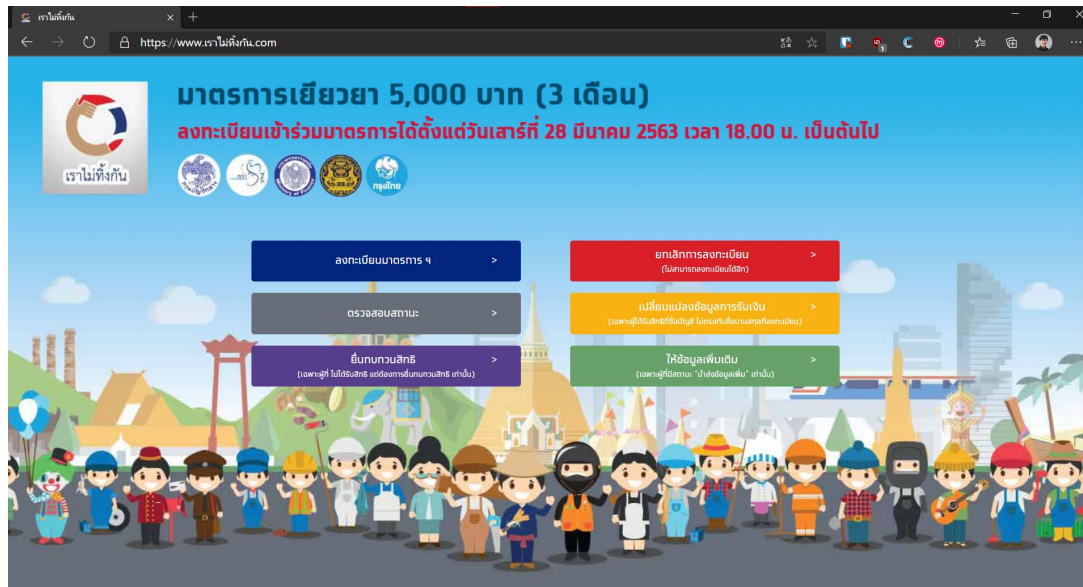 เราไม่ทิ้งกัน
https://www.เราไม่ทิ้งกัน.com
มาตรการเยียวยา 5,000 บาท (3 เดือน)
ลงทะเบียนเข้าร่วมมาตรการได้ตั้งแต่วันเสาร์ที่ 28 มีนาคม 2563 เวลา 18.00 น. เป็นต้นไป
เราไม่ทิ้งกัน
กรุงไทย
ลงทะเบียนมาตรการ ฯ >
ยกเลิกการลงทะเบียน >
(ไม่สามารถลงทะเบียนได้อีก)
ตรวจสอบสถานะ >
เปลี่ยนแปลงข้อมูลการรับเงิน >
(เฉพาะผู้ได้รับสิทธิที่ชื่อบัญชี ไม่ตรงกับชื่อนามสกุลที่ลงทะเบียน)
ยื่นทบทวนสิทธิ >
(เฉพาะผู้ที่ ไม่ได้รับสิทธิ แต่ต้องการยื่นทบทวนสิทธิ เท่านั้น)
ให้ข้อมูลเพิ่มเติม >
(เฉพาะผู้ที่มีสถานะ "นำส่งข้อมูลเพิ่ม" เท่านั้น)